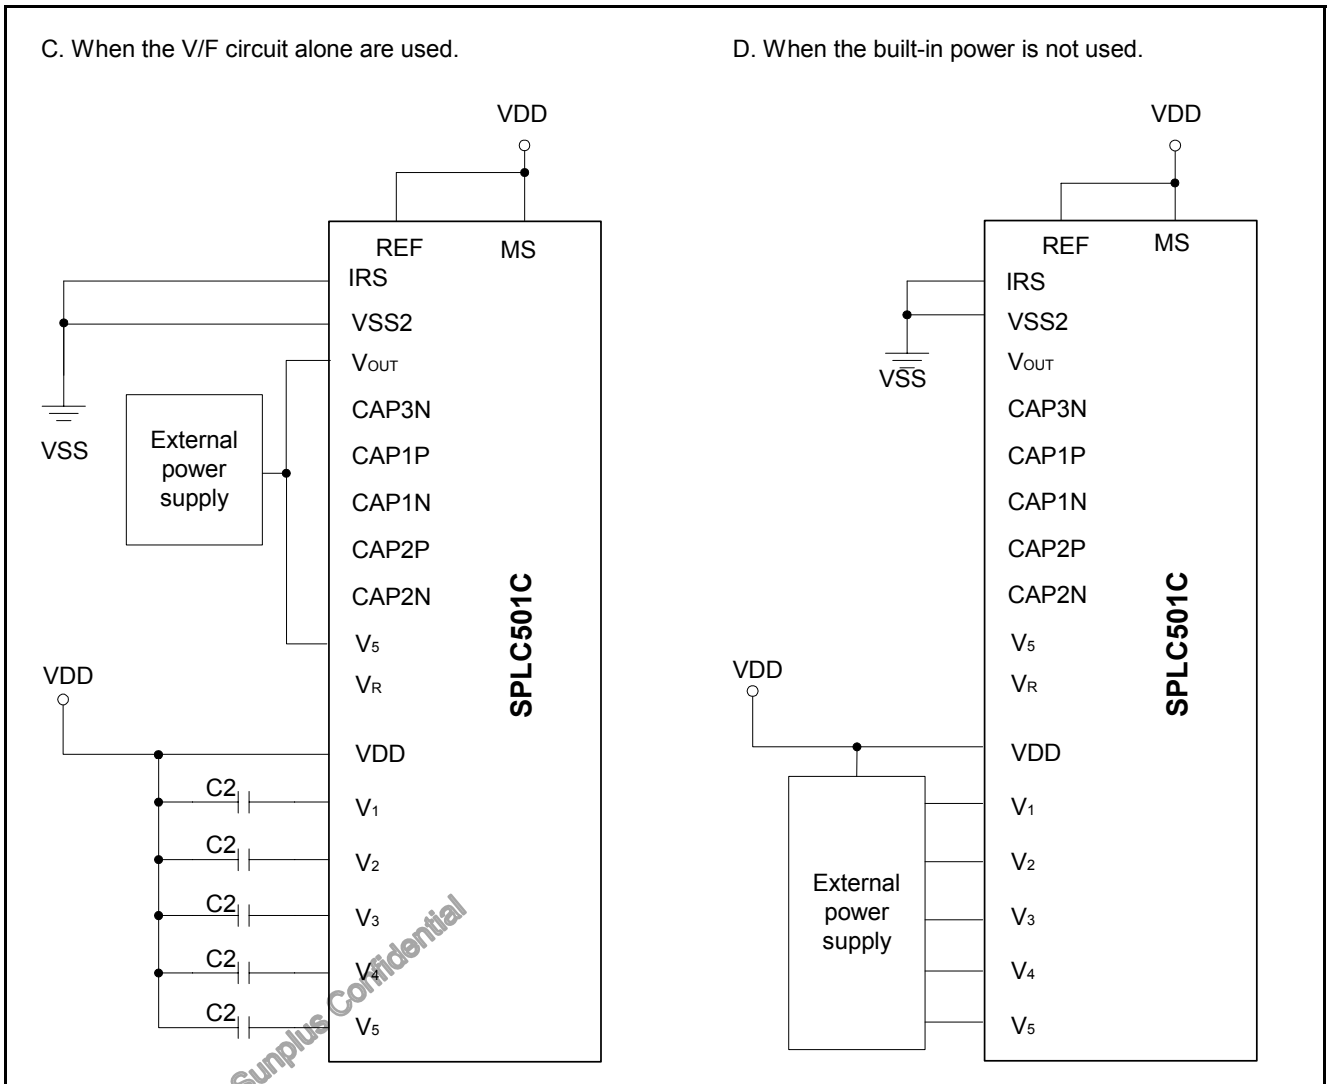 C. When the V/F circuit alone are used.
VDD
REF MS
IRS
VSS2
VOUT
CAP3N
CAP1P
CAP1N
CAP2P
CAP2N
V5
VR
VDD
V1
V2
V3
V4
V5
SPLC501C
VSS
External
power
supply
VDD
C2
C2
C2
C2
C2
Sunplus Confidential
D. When the built-in power is not used.
VDD
REF MS
IRS
VSS2
VOUT
CAP3N
CAP1P
CAP1N
CAP2P
CAP2N
V5
VR
VDD
V1
V2
V3
V4
V5
SPLC501C
VSS
VDD
External
power
supply